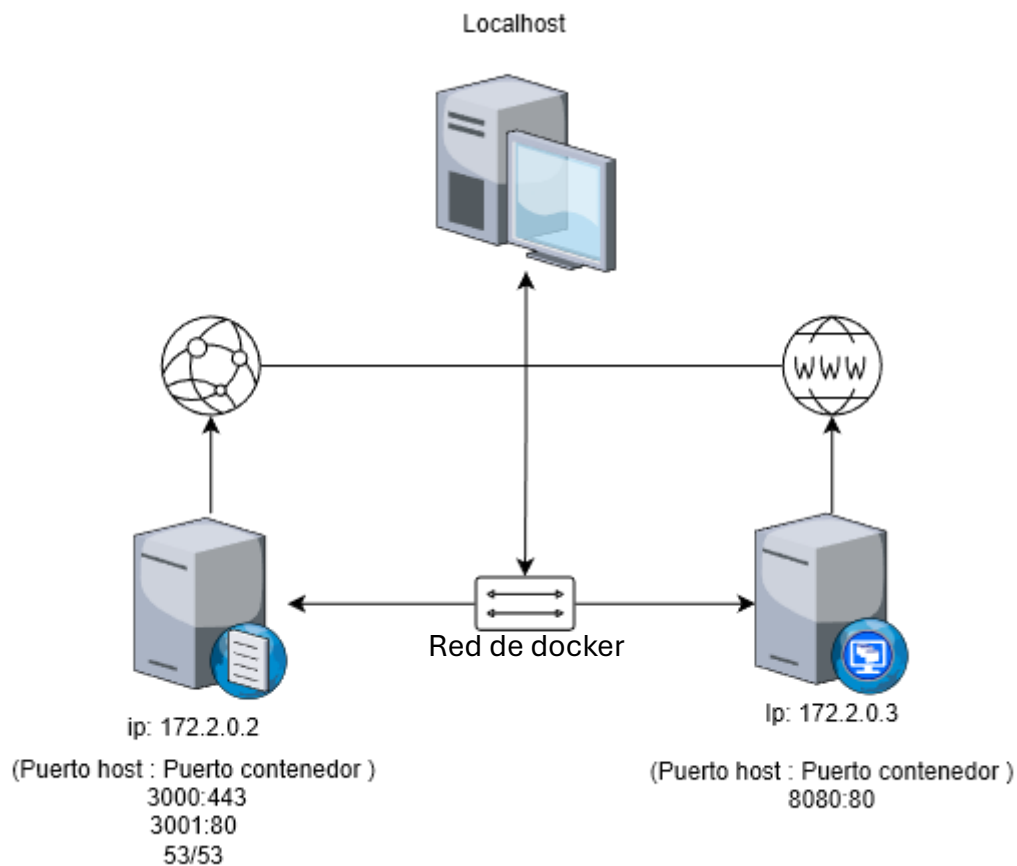 Localhost
WWW
Red de docker
ip: 172.2.0.2
(Puerto host : Puerto contenedor )
3000:443
3001:80
53/53
Ip: 172.2.0.3
(Puerto host : Puerto contenedor )
8080:80